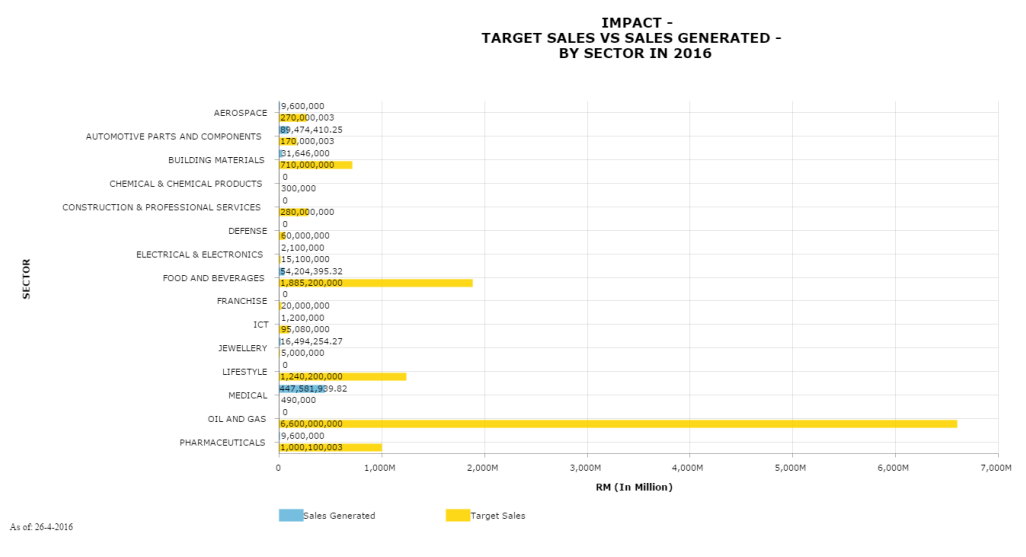 IMPACT -
TARGET SALES VS SALES GENERATED -
BY SECTOR IN 2016
SECTOR
9,600,000
AEROSPACE
270,000,003
89,474,410.25
AUTOMOTIVE PARTS AND COMPONENTS
170,000,003
31,646,000
BUILDING MATERIALS
710,000,000
0
CHEMICAL & CHEMICAL PRODUCTS
300,000
0
CONSTRUCTION & PROFESSIONAL SERVICES
280,000,000
0
DEFENSE
60,000,000
2,100,000
ELECTRICAL & ELECTRONICS
15,100,000
54,204,395.32
FOOD AND BEVERAGES
1,885,200,000
0
FRANCHISE
20,000,000
1,200,000
ICT
95,080,000
16,494,254.27
JEWELLERY
5,000,000
0
LIFESTYLE
1,240,200,000
447,581,939.82
MEDICAL
490,000
0
OIL AND GAS
6,600,000,000
9,600,000
PHARMACEUTICALS
1,000,100,003
0 1,000M 2,000M 3,000M 4,000M 5,000M 6,000M 7,000M
RM (In Million)
Sales Generated Target Sales
As of: 26-4-2016